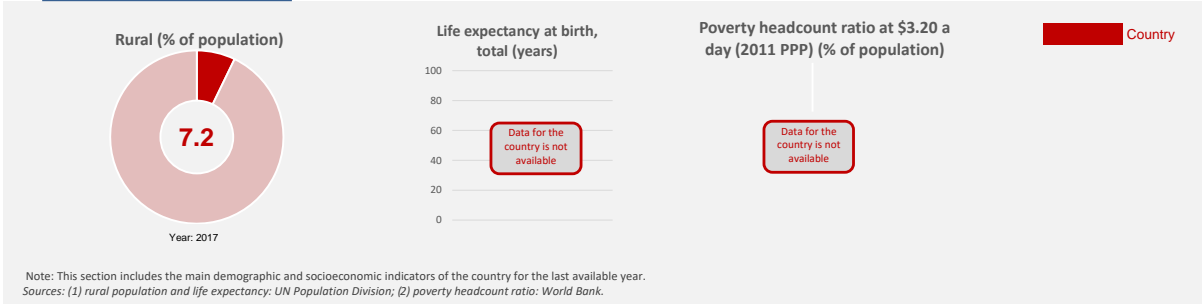 Rural (% of population)
7.2
Year: 2017
Life expectancy at birth,
total (years)
100
80
60
40
20
0
Data for the
country is not
available
Poverty headcount ratio at $3.20 a
day (2011 PPP) (% of population)
Data for the
country is not
available
Country
Note: This section includes the main demographic and socioeconomic indicators of the country for the last available year.
Sources: (1) rural population and life expectancy: UN Population Division; (2) poverty headcount ratio: World Bank.